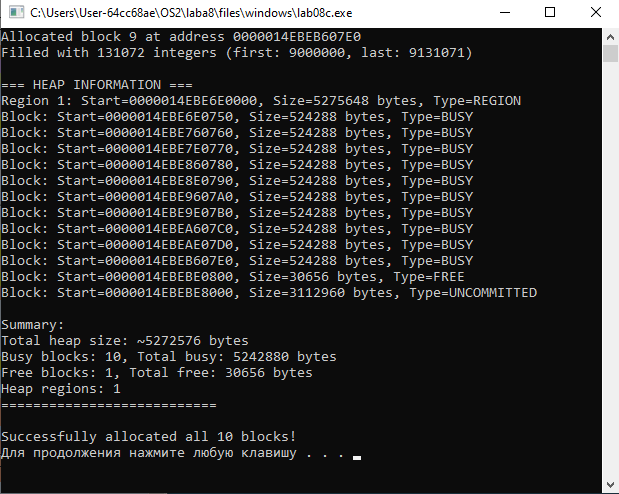 C:\Users\User-64cc68ae\OS2\laba8\files\windows\lab08c.exe
Allocated block 9 at address 0000014EBEB607E0
Filled with 131072 integers (first: 9000000, last: 9131071)
=== HEAP INFORMATION ===
Region 1: Start=0000014EBE6E0000, Size=5275648 bytes, Type=REGION
Block: Start=0000014EBE6E0750, Size=524288 bytes, Type=BUSY
Block: Start=0000014EBE760760, Size=524288 bytes, Type=BUSY
Block: Start=0000014EBE7E0770, Size=524288 bytes, Type=BUSY
Block: Start=0000014EBE860780, Size=524288 bytes, Type=BUSY
Block: Start=0000014EBE8E0790, Size=524288 bytes, Type=BUSY
Block: Start=0000014EBE9607A0, Size=524288 bytes, Type=BUSY
Block: Start=0000014EBE9E07B0, Size=524288 bytes, Type=BUSY
Block: Start=0000014EBEA607C0, Size=524288 bytes, Type=BUSY
Block: Start=0000014EBEAE07D0, Size=524288 bytes, Type=BUSY
Block: Start=0000014EBEB607E0, Size=524288 bytes, Type=BUSY
Block: Start=0000014EBEBE0800, Size=30656 bytes, Type=FREE
Block: Start=0000014EBEBE8000, Size=3112960 bytes, Type=UNCOMMITTED
Summary:
Total heap size: ~5272576 bytes
Busy blocks: 10, Total busy: 5242880 bytes
Free blocks: 1, Total free: 30656 bytes
Heap regions: 1
===========================
Successfully allocated all 10 blocks!
Для продолжения нажмите любую клавишу . . .